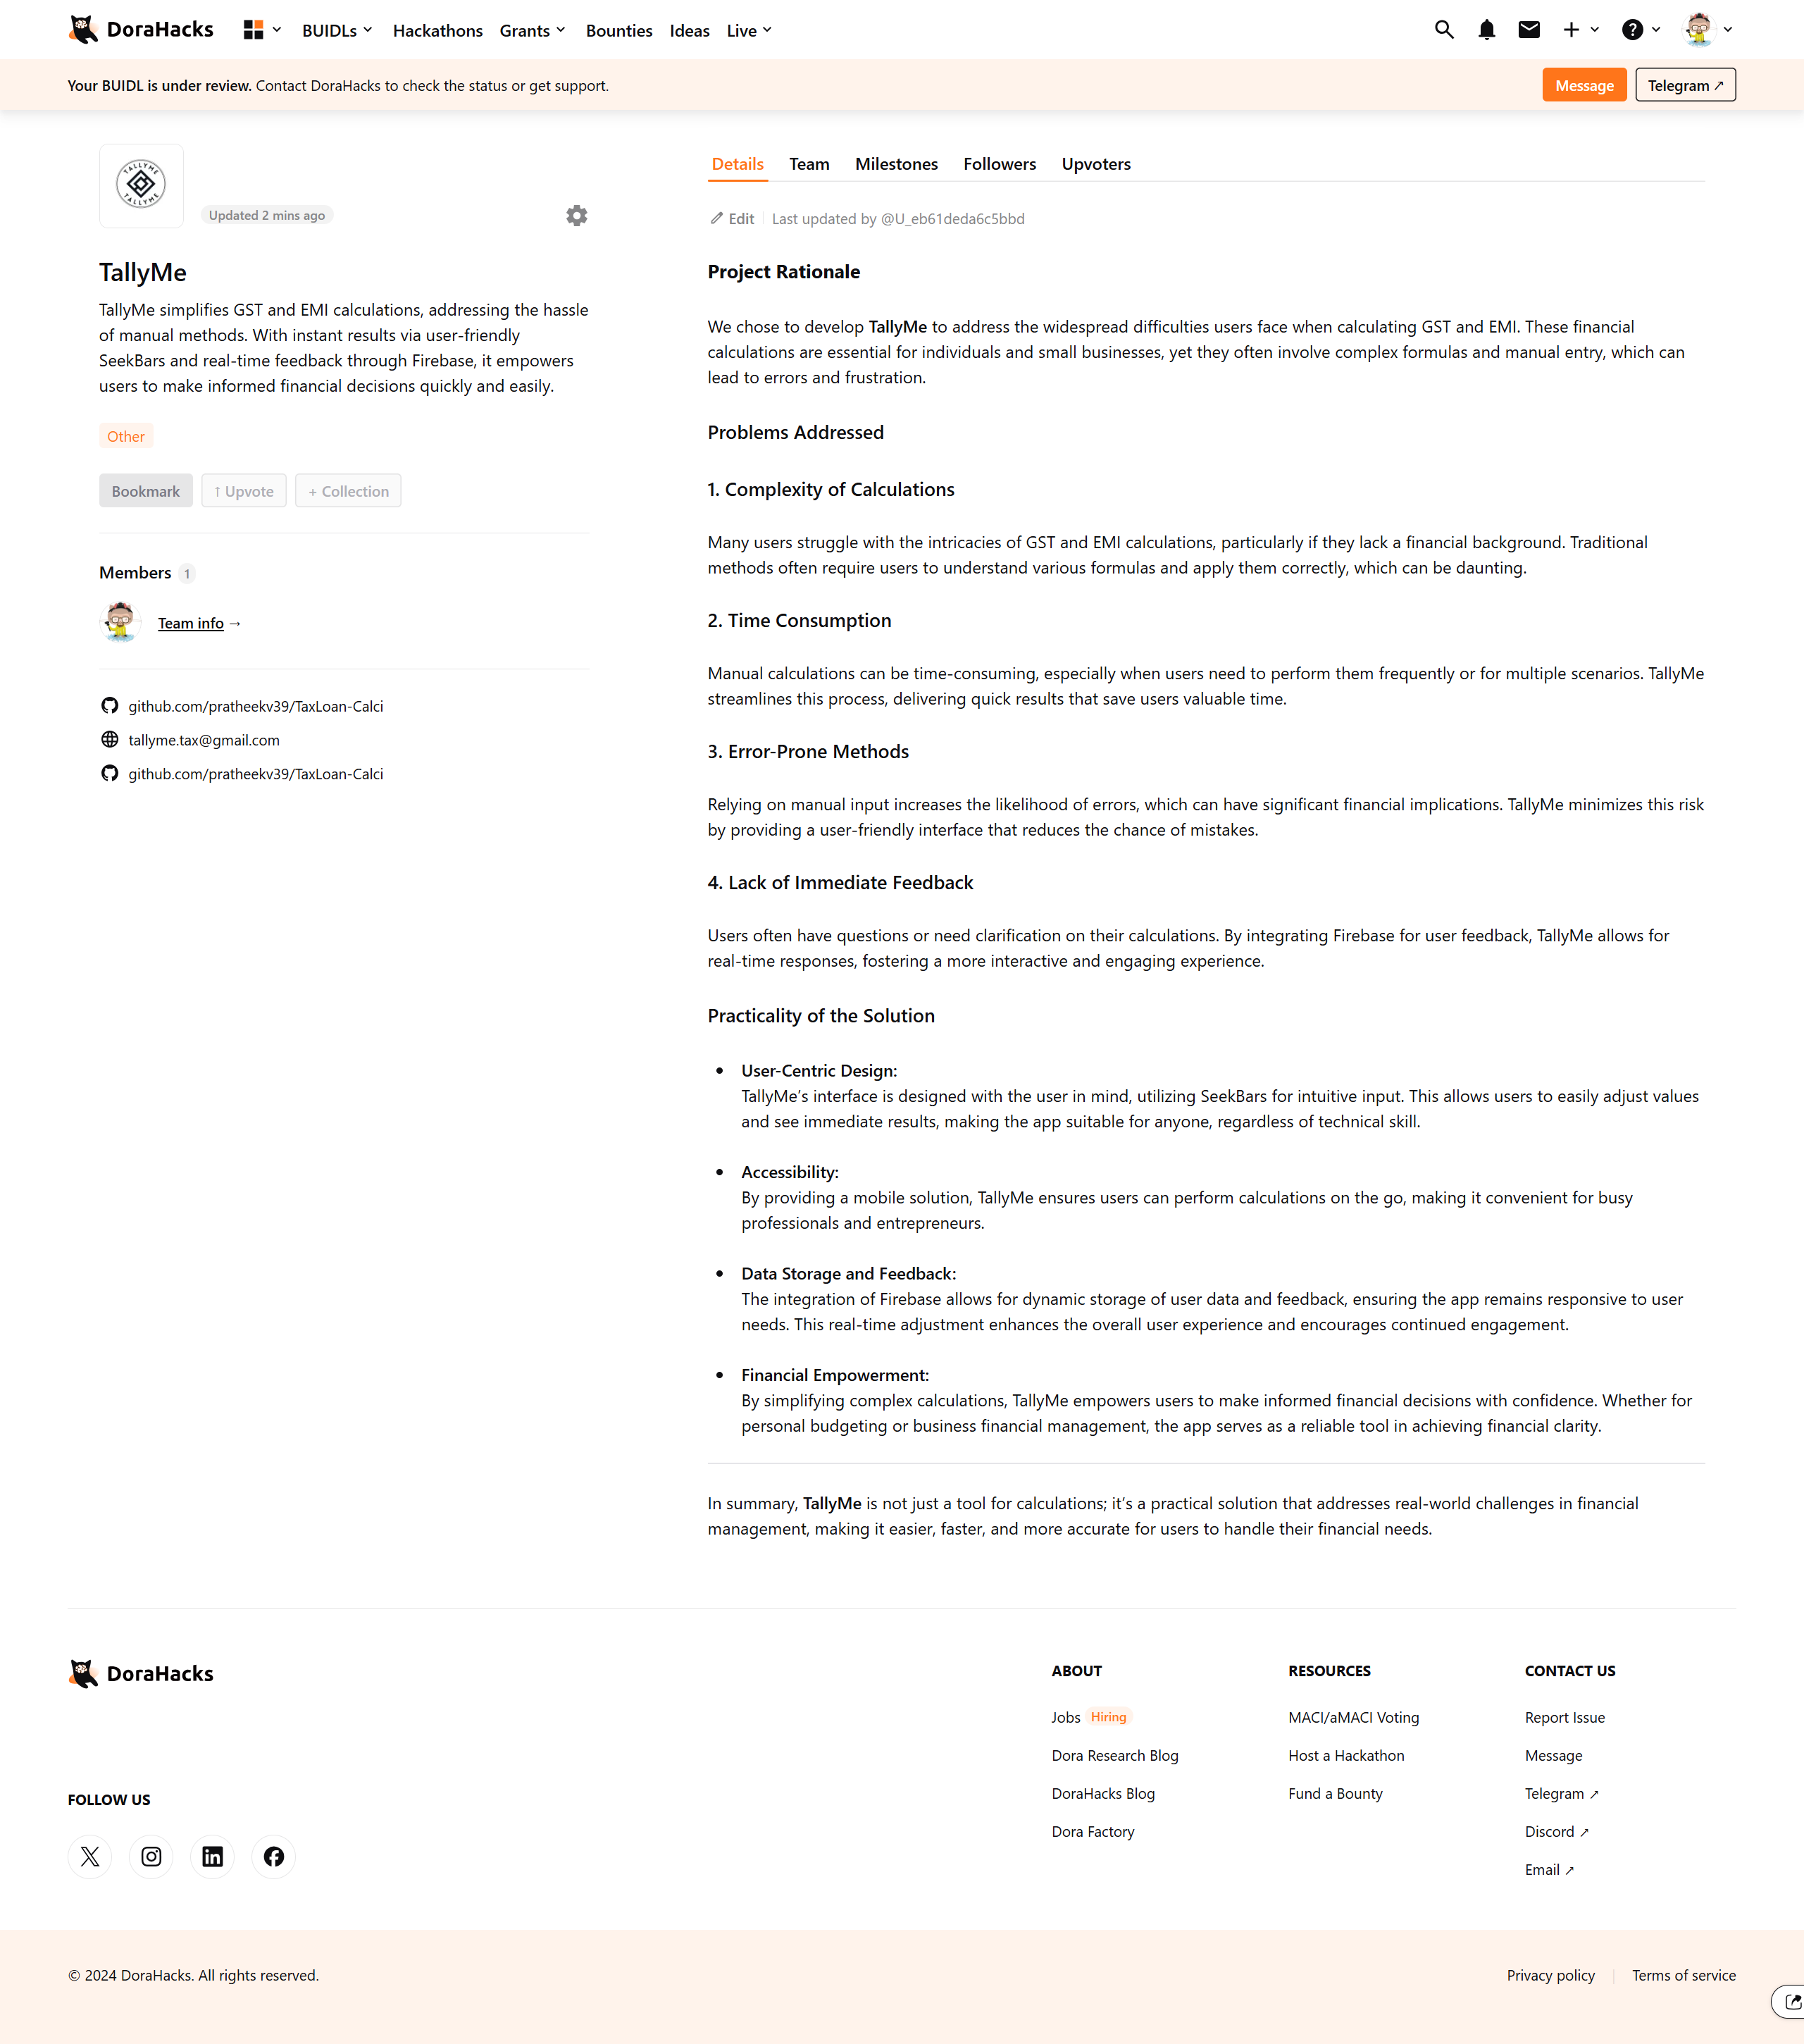 DoraHacks
BUIDLs
Hackathons
Grants
Bounties
Ideas
Live
Your BUIDL is under review. Contact DoraHacks to check the status or get support.
Message
Telegram ↗
TALLYME
TALLYME
Updated 2 mins ago
TallyMe
TallyMe simplifies GST and EMI calculations, addressing the hassle
of manual methods. With instant results via user-friendly
SeekBars and real-time feedback through Firebase, it empowers
users to make informed financial decisions quickly and easily.
Other
Bookmark
↑ Upvote
+ Collection
Members 1
Team info →
github.com/pratheekv39/TaxLoan-Calci
tallyme.tax@gmail.com
github.com/pratheekv39/TaxLoan-Calci
Details
Team
Milestones
Followers
Upvoters
Edit
Last updated by @U_eb61deda6c5bbd
Project Rationale
We chose to develop TallyMe to address the widespread difficulties users face when calculating GST and EMI. These financial
calculations are essential for individuals and small businesses, yet they often involve complex formulas and manual entry, which can
lead to errors and frustration.
Problems Addressed
1. Complexity of Calculations
Many users struggle with the intricacies of GST and EMI calculations, particularly if they lack a financial background. Traditional
methods often require users to understand various formulas and apply them correctly, which can be daunting.
2. Time Consumption
Manual calculations can be time-consuming, especially when users need to perform them frequently or for multiple scenarios. TallyMe
streamlines this process, delivering quick results that save users valuable time.
3. Error-Prone Methods
Relying on manual input increases the likelihood of errors, which can have significant financial implications. TallyMe minimizes this risk
by providing a user-friendly interface that reduces the chance of mistakes.
4. Lack of Immediate Feedback
Users often have questions or need clarification on their calculations. By integrating Firebase for user feedback, TallyMe allows for
real-time responses, fostering a more interactive and engaging experience.
Practicality of the Solution
• User-Centric Design:
TallyMe’s interface is designed with the user in mind, utilizing SeekBars for intuitive input. This allows users to easily adjust values
and see immediate results, making the app suitable for anyone, regardless of technical skill.
• Accessibility:
By providing a mobile solution, TallyMe ensures users can perform calculations on the go, making it convenient for busy
professionals and entrepreneurs.
• Data Storage and Feedback:
The integration of Firebase allows for dynamic storage of user data and feedback, ensuring the app remains responsive to user
needs. This real-time adjustment enhances the overall user experience and encourages continued engagement.
• Financial Empowerment:
By simplifying complex calculations, TallyMe empowers users to make informed financial decisions with confidence. Whether for
personal budgeting or business financial management, the app serves as a reliable tool in achieving financial clarity.
In summary, TallyMe is not just a tool for calculations; it’s a practical solution that addresses real-world challenges in financial
management, making it easier, faster, and more accurate for users to handle their financial needs.
DoraHacks
FOLLOW US
ABOUT
Jobs Hiring
Dora Research Blog
DoraHacks Blog
Dora Factory
RESOURCES
MACI/aMACI Voting
Host a Hackathon
Fund a Bounty
CONTACT US
Report Issue
Message
Telegram ↗
Discord ↗
Email ↗
© 2024 DoraHacks. All rights reserved.
Privacy policy
Terms of service